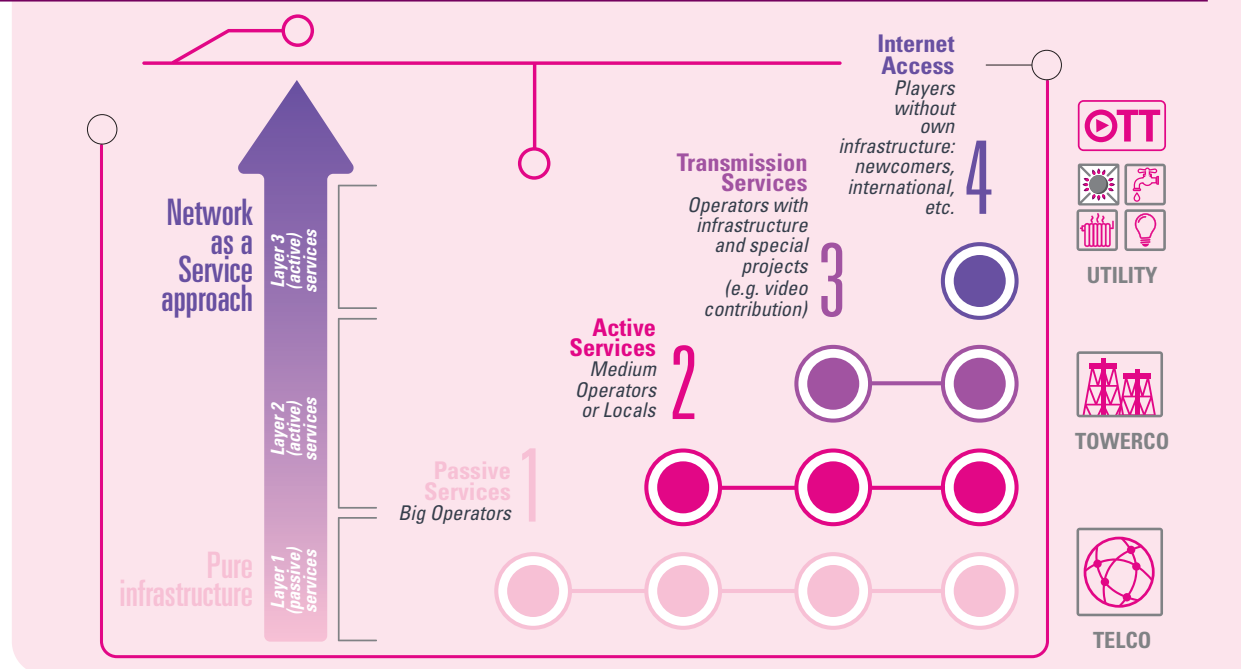 Network
as a
Service
approach
Pure
infrastructure
Layer 3
(active)
services
Layer 2
(active)
services
Layer 1
(passive)
services
Passive
Services
Big Operators
1
Active
Services
Medium
Operators
or Locals
2
Transmission
Services
Operators with
infrastructure
and special
projects
(e.g. video
contribution)
3
Internet
Access
Players
without
own
infrastructure:
newcomers,
international,
etc.
4
OTT
UTILITY
TOWERCO
TELCO